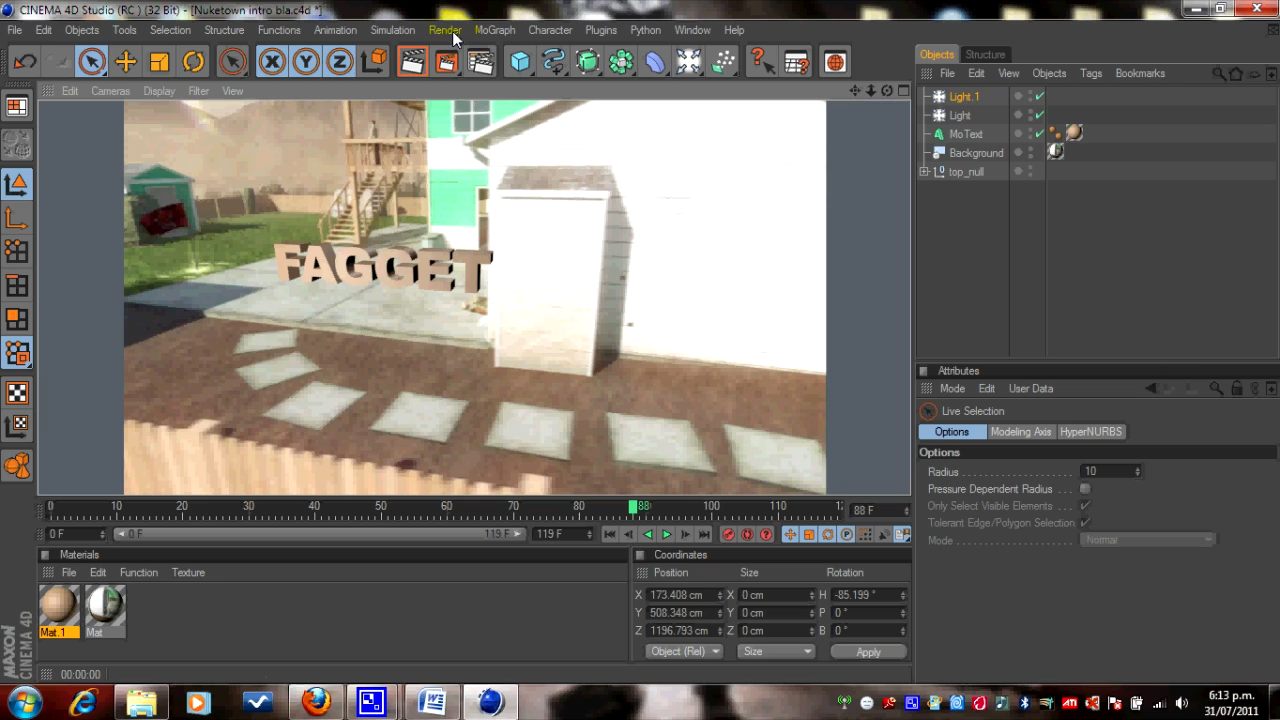 CINEMA 4D Studio (RC ) (32 Bit) - [Nuketown intro bla.c4d *]
File Edit Objects Tools Selection Structure Functions Animation Simulation Render MoGraph Character Plugins Python Window Help
X Y Z
Objects Structure
File Edit View Objects Tags Bookmarks
Edit Cameras Display Filter View
Light.1
Light
MoText
Background
top_null
FAGGET
Attributes
Mode Edit User Data
Live Selection
Options Modeling Axis HyperNURBS
Options
Radius 10
Pressure Dependent Radius
Only Select Visible Elements
Tolerant Edge/Polygon Selection
Mode Normal
0 10 20 30 40 50 60 70 80 88 100 110 12
88 F
0 F 0 F 119 F 119 F
Materials
File Edit Function Texture
Mat.1 Mat
Coordinates
Position Size Rotation
X 173.408 cm X 0 cm H -85.199 °
Y 508.348 cm Y 0 cm P 0 °
Z 1196.793 cm Z 0 cm B 0 °
Object (Rel) Size Apply
MAXON
CINEMA 4D
00:00:00
6:13 p.m.
31/07/2011